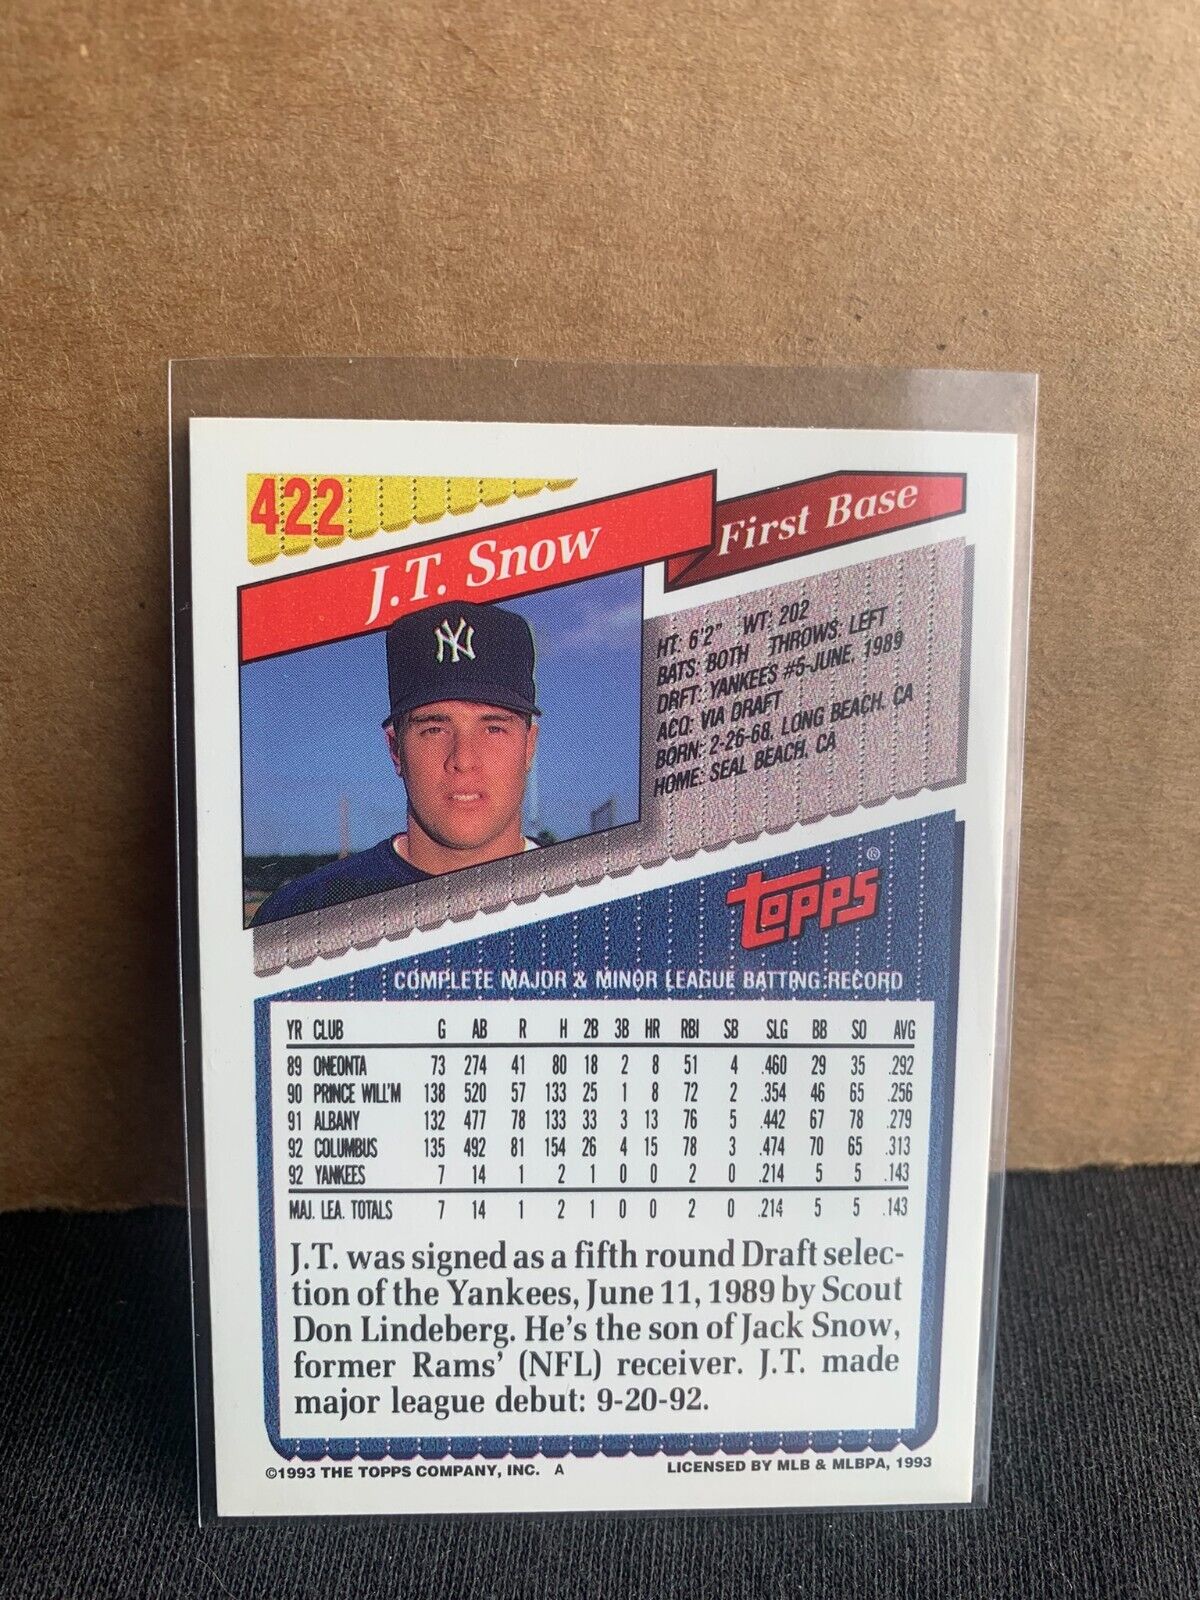 422
J.T. Snow
First Base
NY
HT: 6'2" WT: 202
BATS: BOTH THROWS: LEFT
DRFT: YANKEES #5-JUNE, 1989
ACQ: VIA DRAFT
BORN: 2-26-68, LONG BEACH, CA
HOME: SEAL BEACH, CA
TOPPS®
COMPLETE MAJOR & MINOR LEAGUE BATTING RECORD
YR CLUB G AB R H 2B 3B HR RBI SB SLG BB SO AVG
89 ONEONTA 73 274 41 80 18 2 8 51 4 .460 29 35 .292
90 PRINCE WILL'M 138 520 57 133 25 1 8 72 2 .354 46 65 .256
91 ALBANY 132 477 78 133 33 3 13 76 5 .442 67 78 .279
92 COLUMBUS 135 492 81 154 26 4 15 78 3 .474 70 65 .313
92 YANKEES 7 14 1 2 1 0 0 2 0 .214 5 5 .143
MAJ. LEA. TOTALS 7 14 1 2 1 0 0 2 0 .214 5 5 .143
J.T. was signed as a fifth round Draft selec-
tion of the Yankees, June 11, 1989 by Scout
Don Lindeberg. He's the son of Jack Snow,
former Rams' (NFL) receiver. J.T. made
major league debut: 9-20-92.
©1993 THE TOPPS COMPANY, INC. A
LICENSED BY MLB & MLBPA, 1993